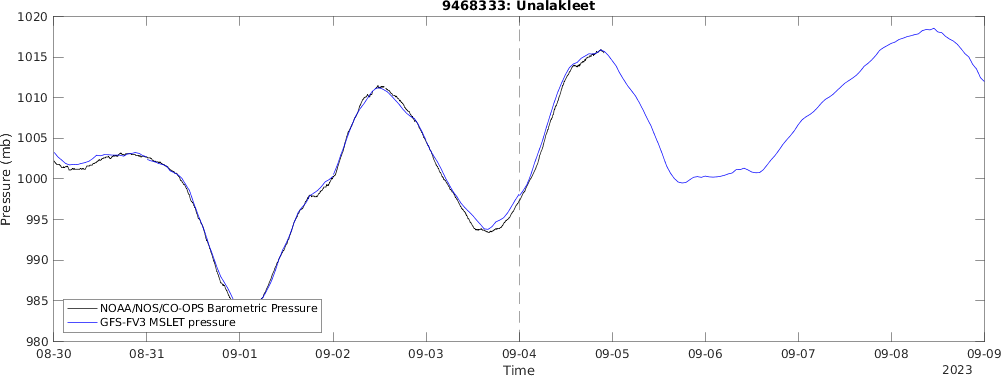 9468333: Unalakleet
1020
1015
1010
1005
1000
995
990
985
980
Pressure (mb)
NOAA/NOS/CO-OPS Barometric Pressure
GFS-FV3 MSLET pressure
08-30 08-31 09-01 09-02 09-03 09-04 09-05 09-06 09-07 09-08 09-09
Time
2023